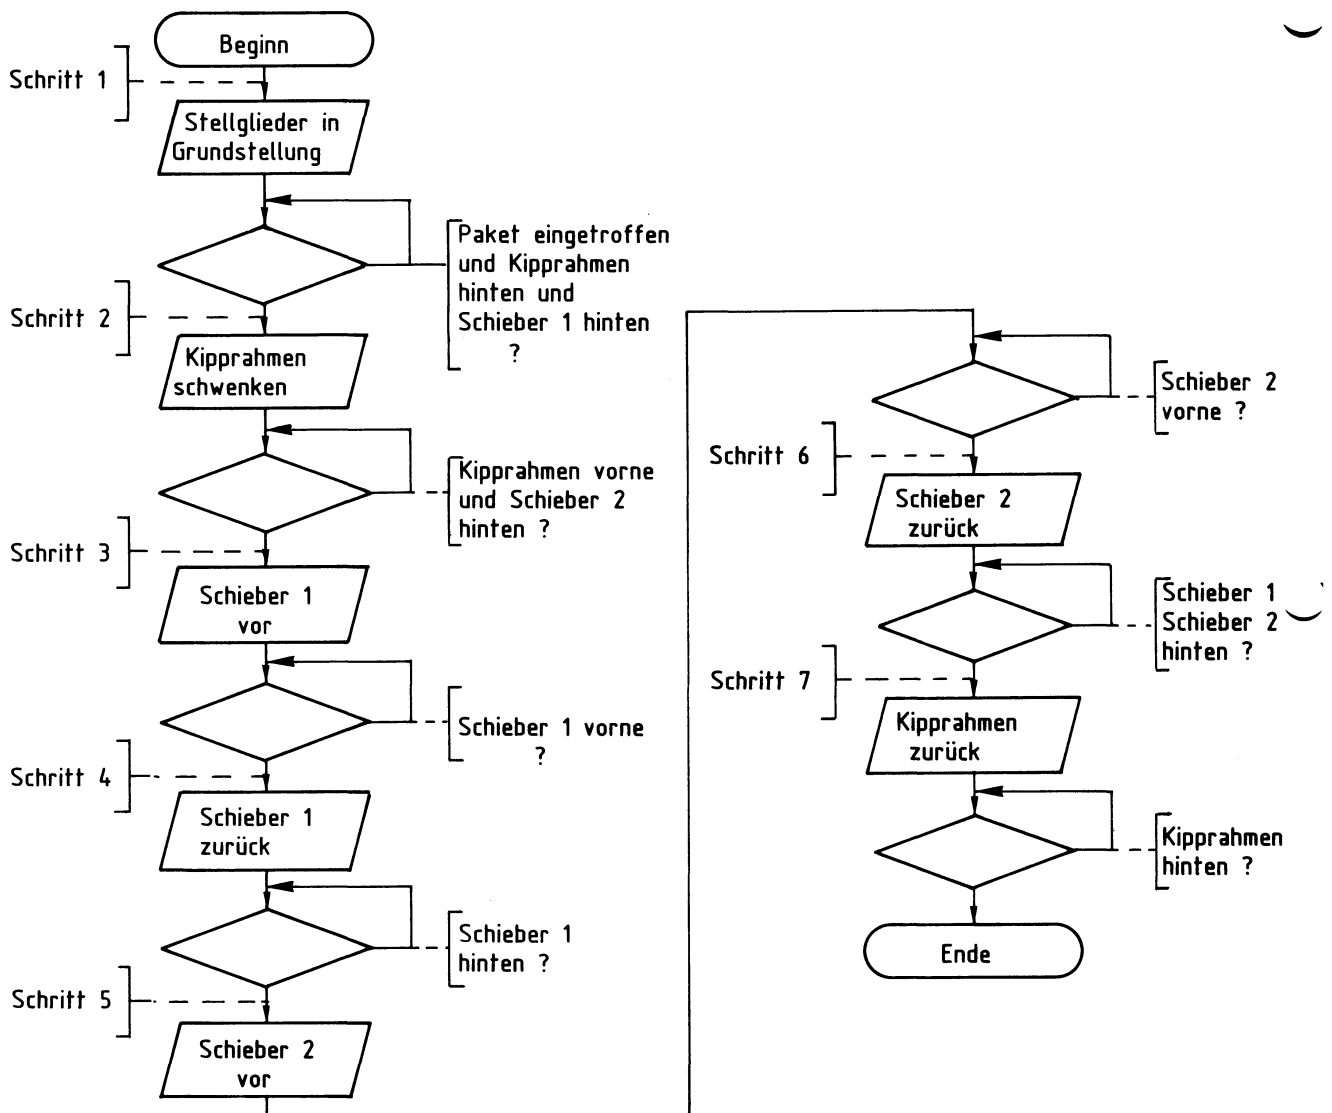 Beginn
Schritt 1
Stellglieder in
Grundstellung
Paket eingetroffen
und Kipprahmen
hinten und
Schieber 1 hinten
?
Schritt 2
Kipprahmen
schwenken
Kipprahmen vorne
und Schieber 2
hinten ?
Schritt 3
Schieber 1
vor
Schieber 1 vorne
?
Schritt 4
Schieber 1
zurück
Schieber 1
hinten ?
Schritt 5
Schieber 2
vor
Schieber 2
vorne ?
Schritt 6
Schieber 2
zurück
Schieber 1
Schieber 2
hinten ?
Schritt 7
Kipprahmen
zurück
Kipprahmen
hinten ?
Ende